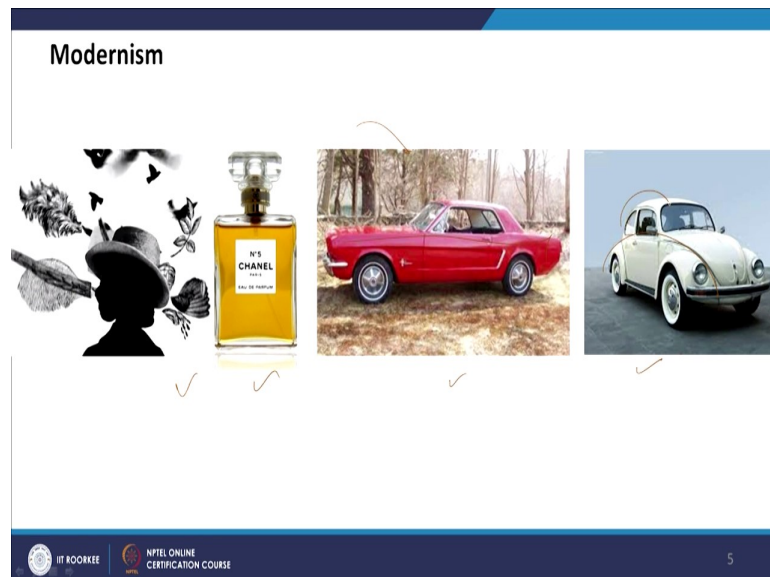 Modernism
N°5
CHANEL
PARIS
EAU DE PARFUM
IIT ROORKEE
NPTEL ONLINE
CERTIFICATION COURSE
5